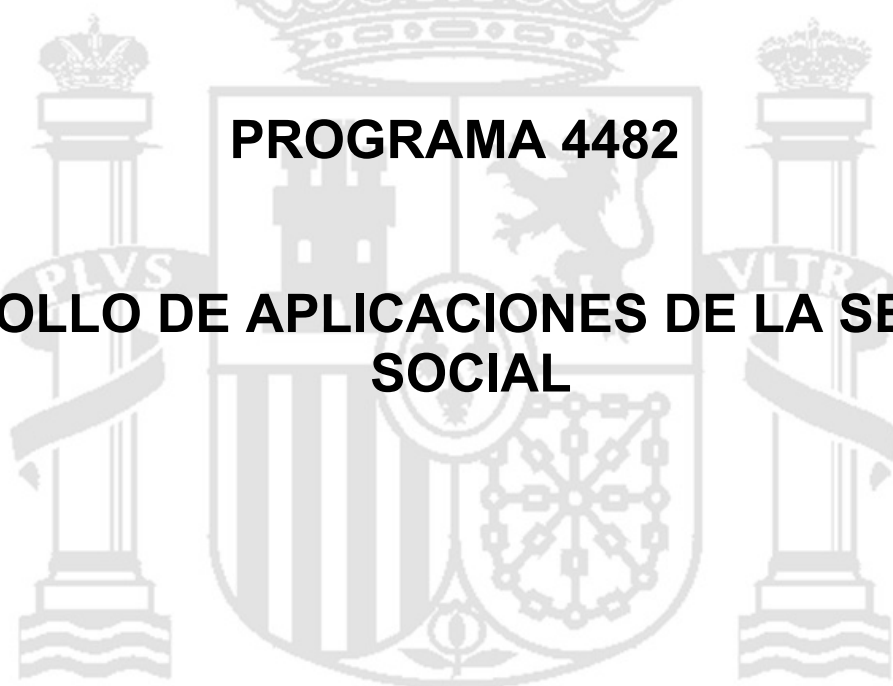 PROGRAMA 4482
PLVS
VLTR
OLLO DE APLICACIONES DE LA SE
SOCIAL